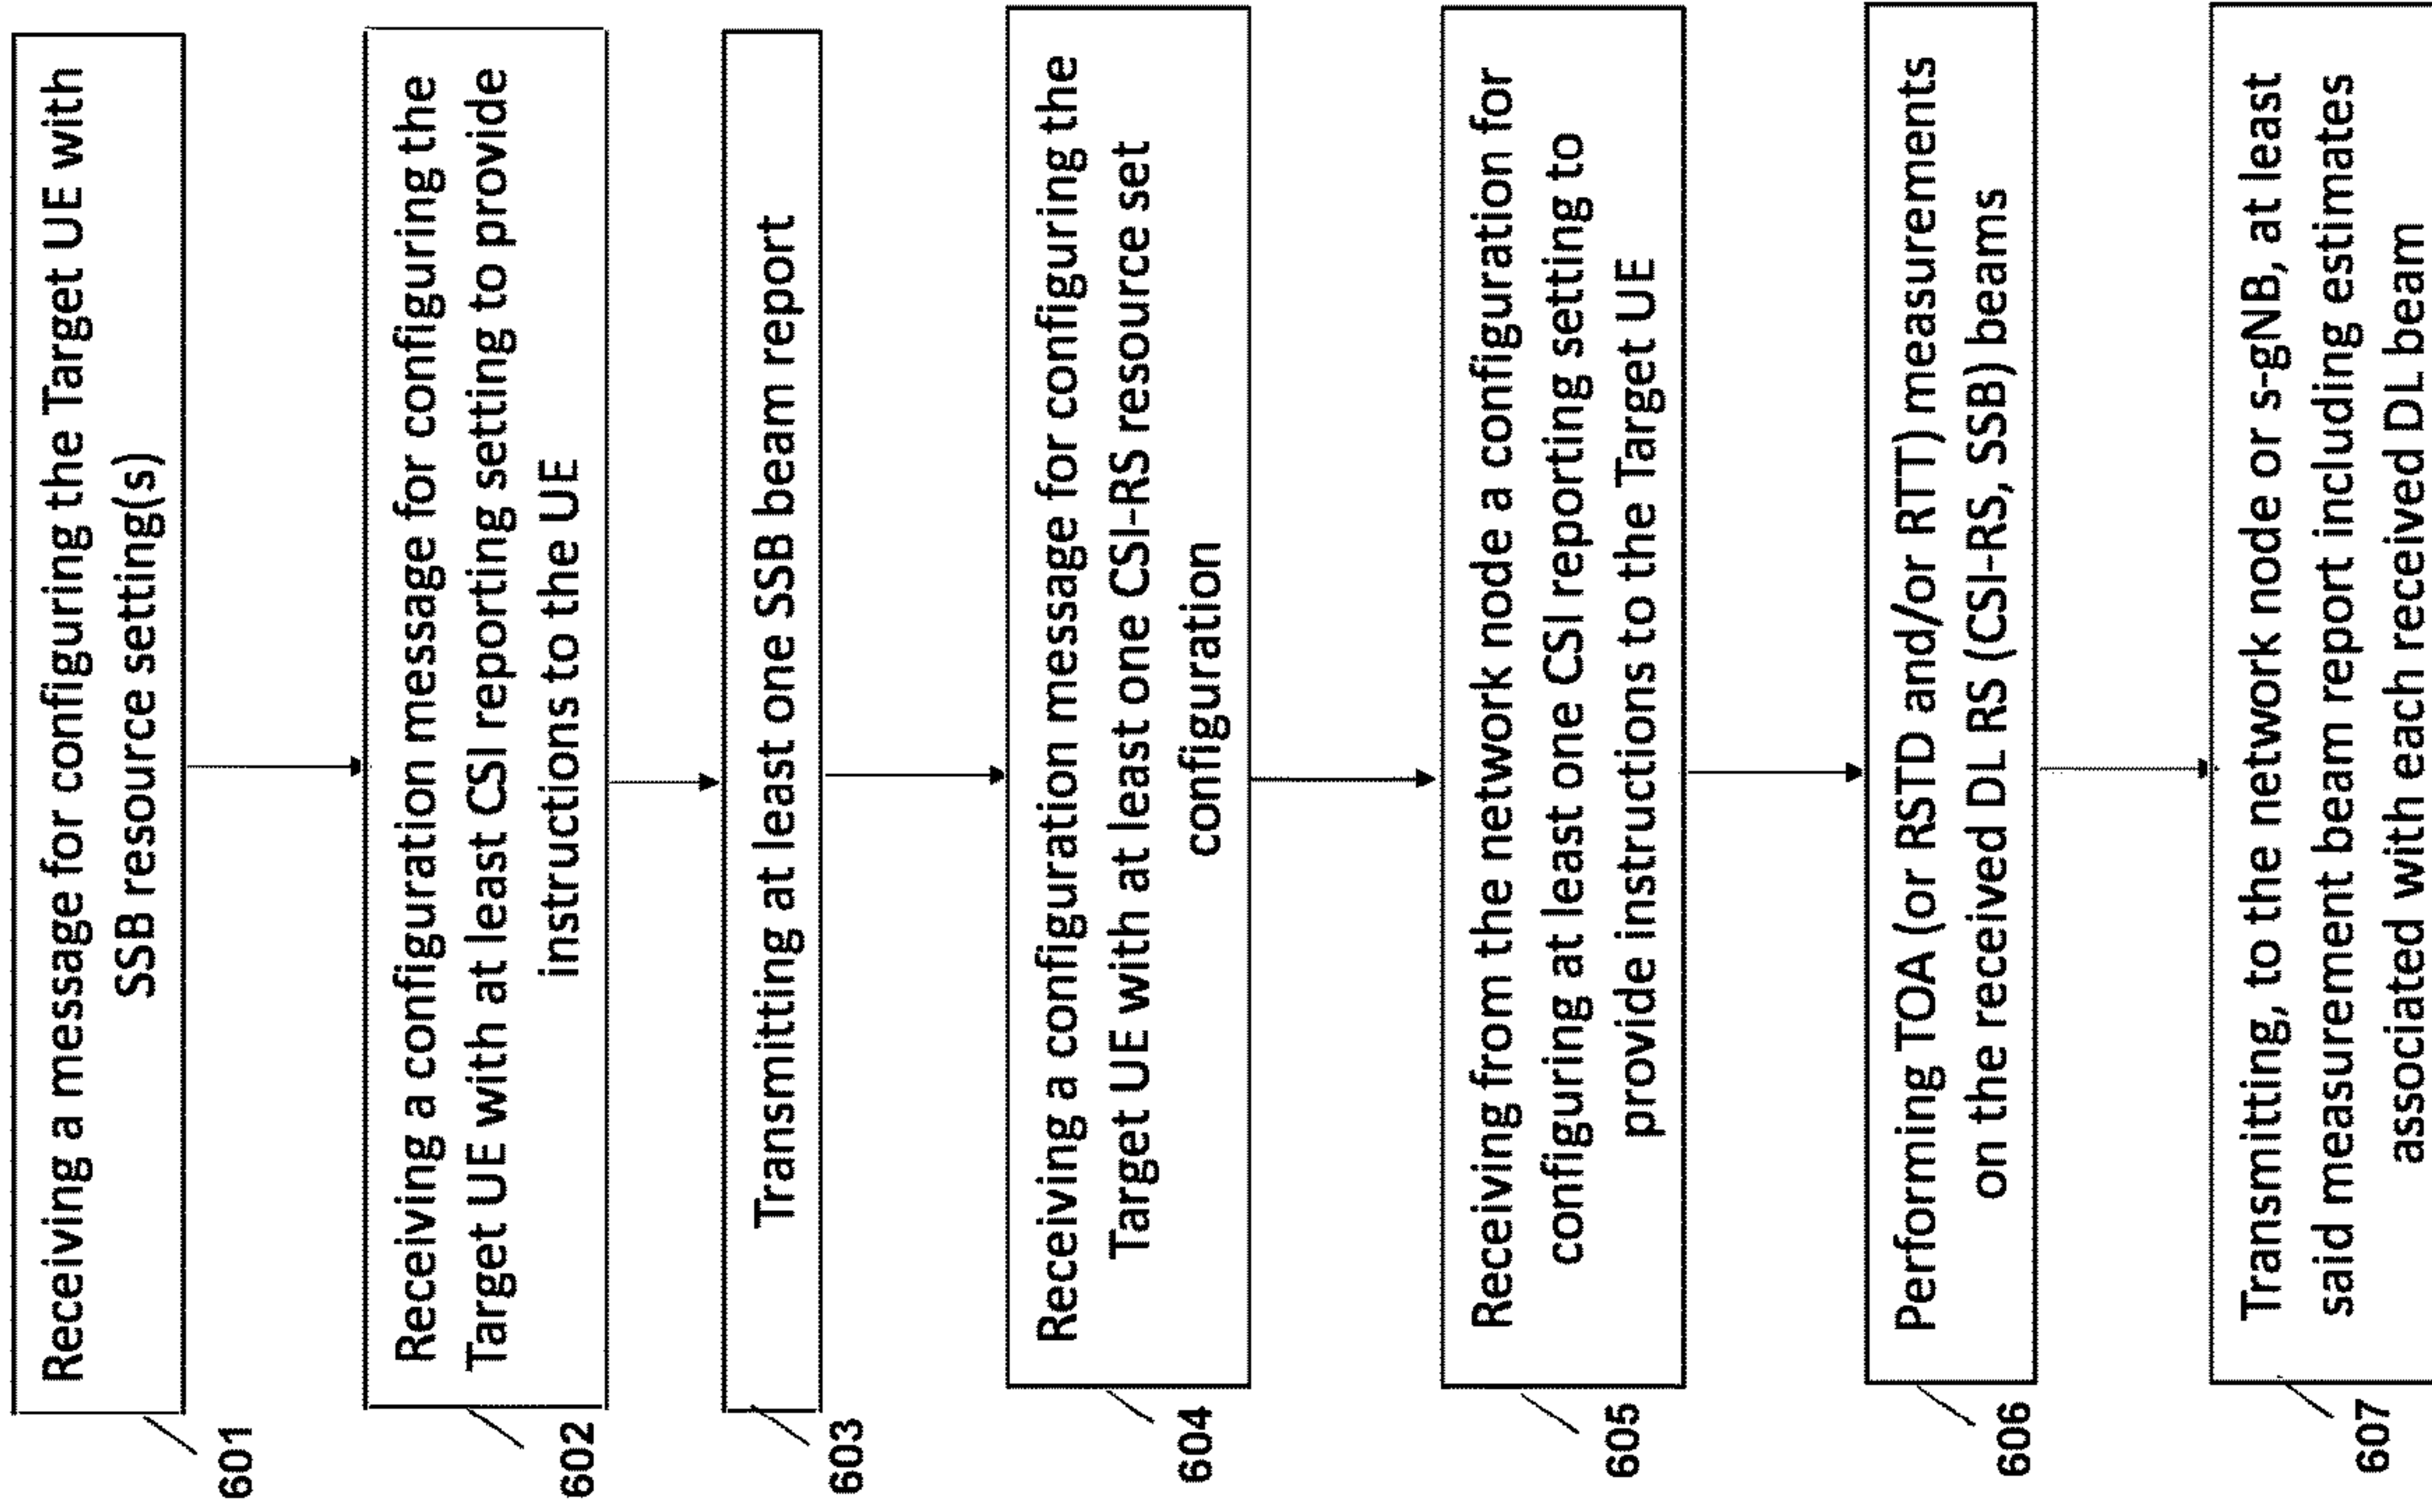 Receiving a message for configuring the Target UE with
SSB resource setting(s)
601
Receiving a configuration message for configuring the
Target UE with at least CSI reporting setting to provide
instructions to the UE
602
Transmitting at least one SSB beam report
603
Receiving a configuration message for configuring the
Target UE with at least one CSI-RS resource set
configuration
604
Receiving from the network node a configuration for
configuring at least one CSI reporting setting to
provide instructions to the Target UE
605
Performing TOA (or RSTD and/or RTT) measurements
on the received DL RS (CSI-RS, SSB) beams
606
Transmitting, to the network node or s-gNB, at least
said measurement beam report including estimates
associated with each received DL beam
607